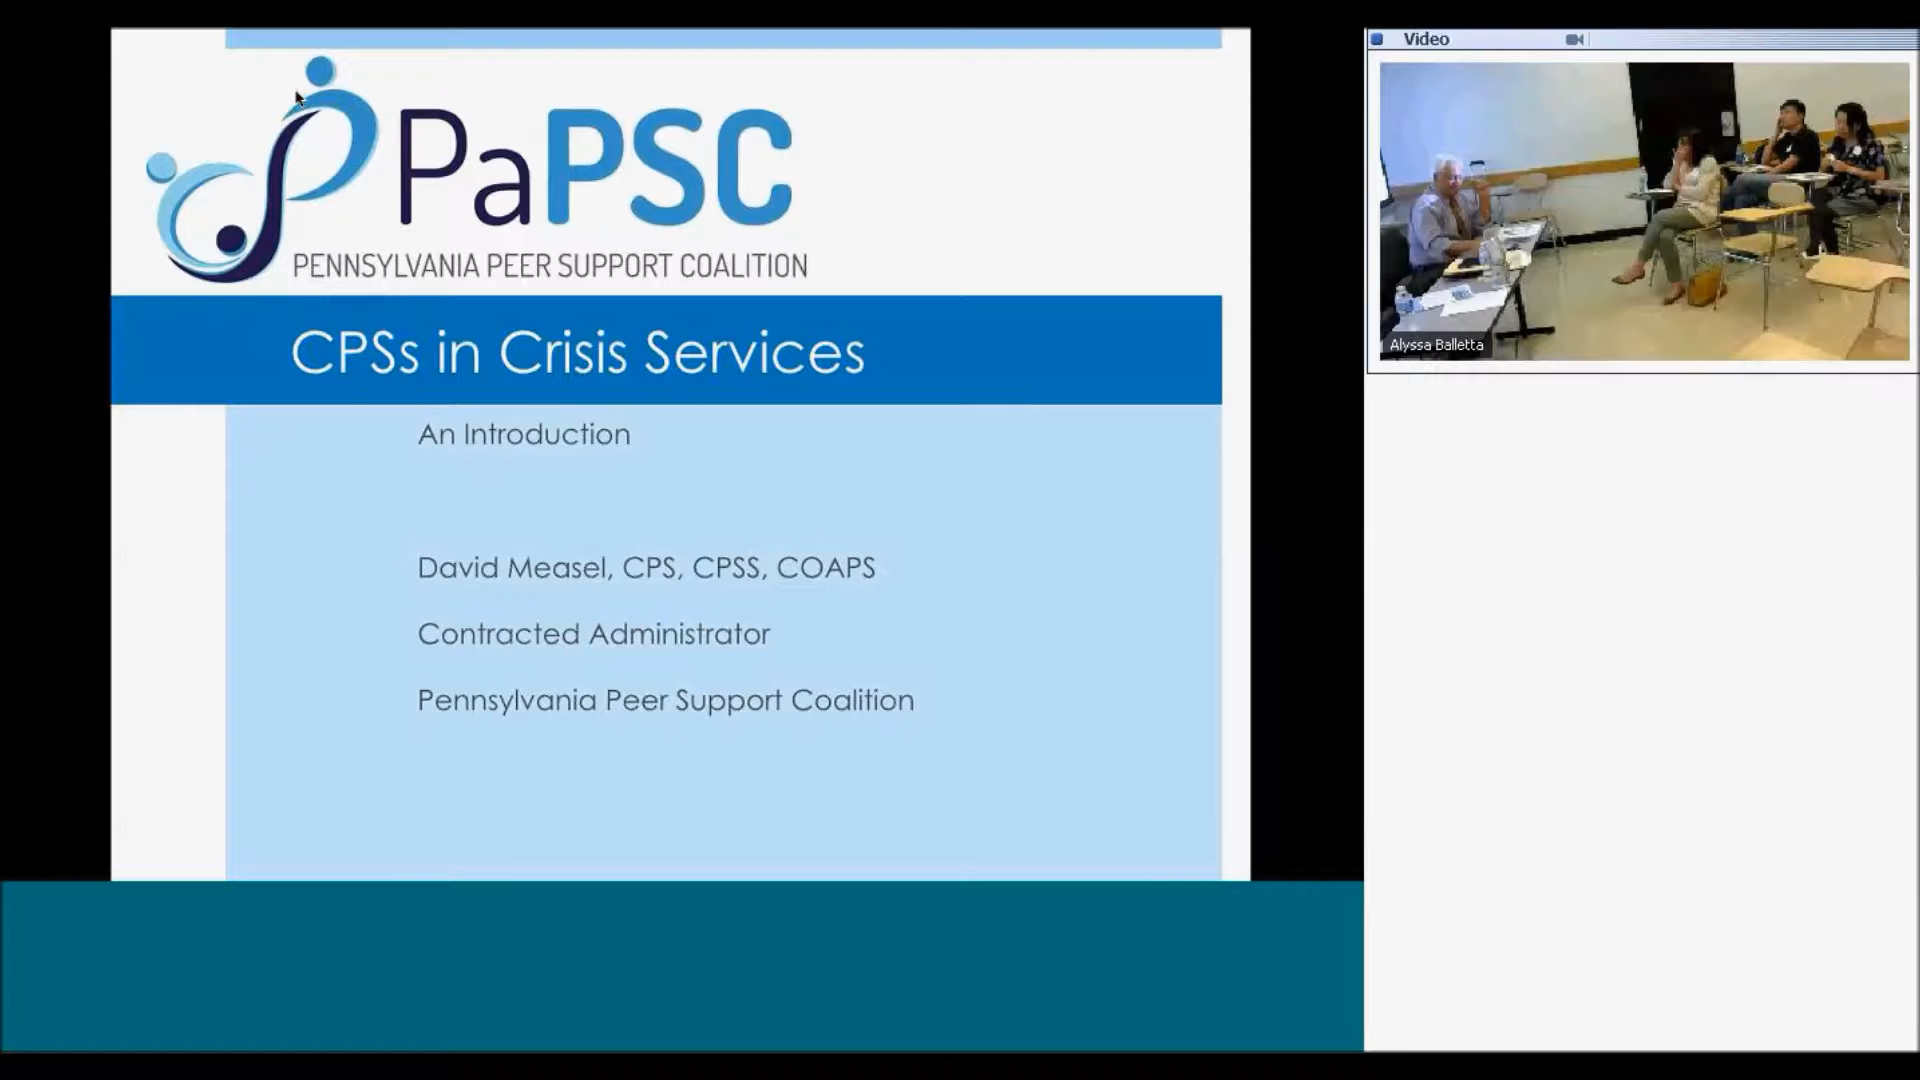 PaPSC
PENNSYLVANIA PEER SUPPORT COALITION
CPSs in Crisis Services
An Introduction
David Measel, CPS, CPSS, COAPS
Contracted Administrator
Pennsylvania Peer Support Coalition
Video
Alyssa Balletta